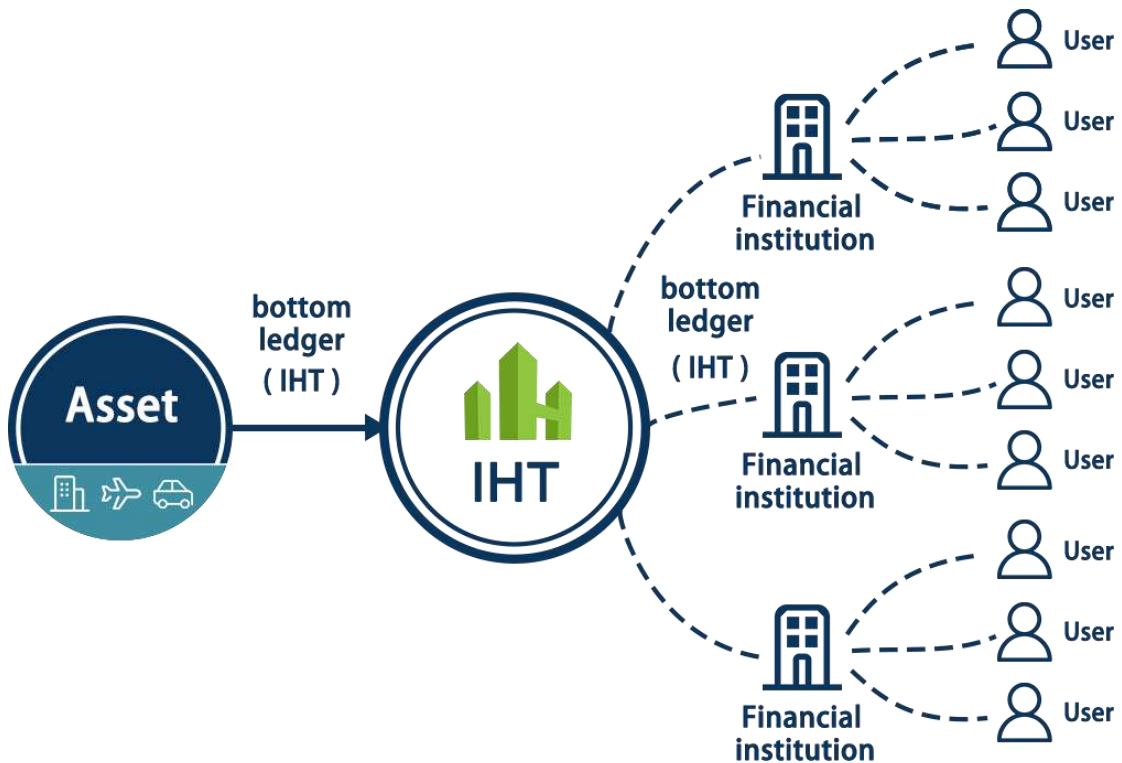 Asset
bottom
ledger
( IHT )
IHT
bottom
ledger
( IHT )
Financial
institution
User
User
User
Financial
institution
User
User
User
Financial
institution
User
User
User